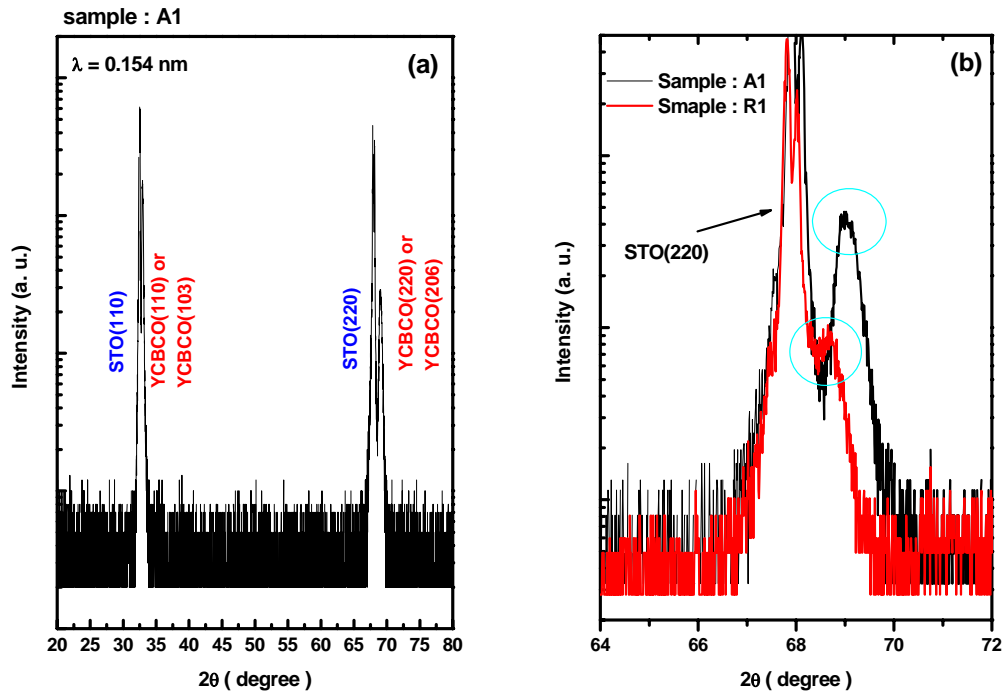 sample : A1
λ = 0.154 nm
(a)
STO(110)
YCBCO(110) or
YCBCO(103)
STO(220)
YCBCO(220) or
YCBCO(206)
Intensity (a. u.)
20 25 30 35 40 45 50 55 60 65 70 75 80
2θ ( degree )
(b)
Sample : A1
Smaple : R1
STO(220)
Intensity (a. u.)
64 66 68 70 72
2θ ( degree )